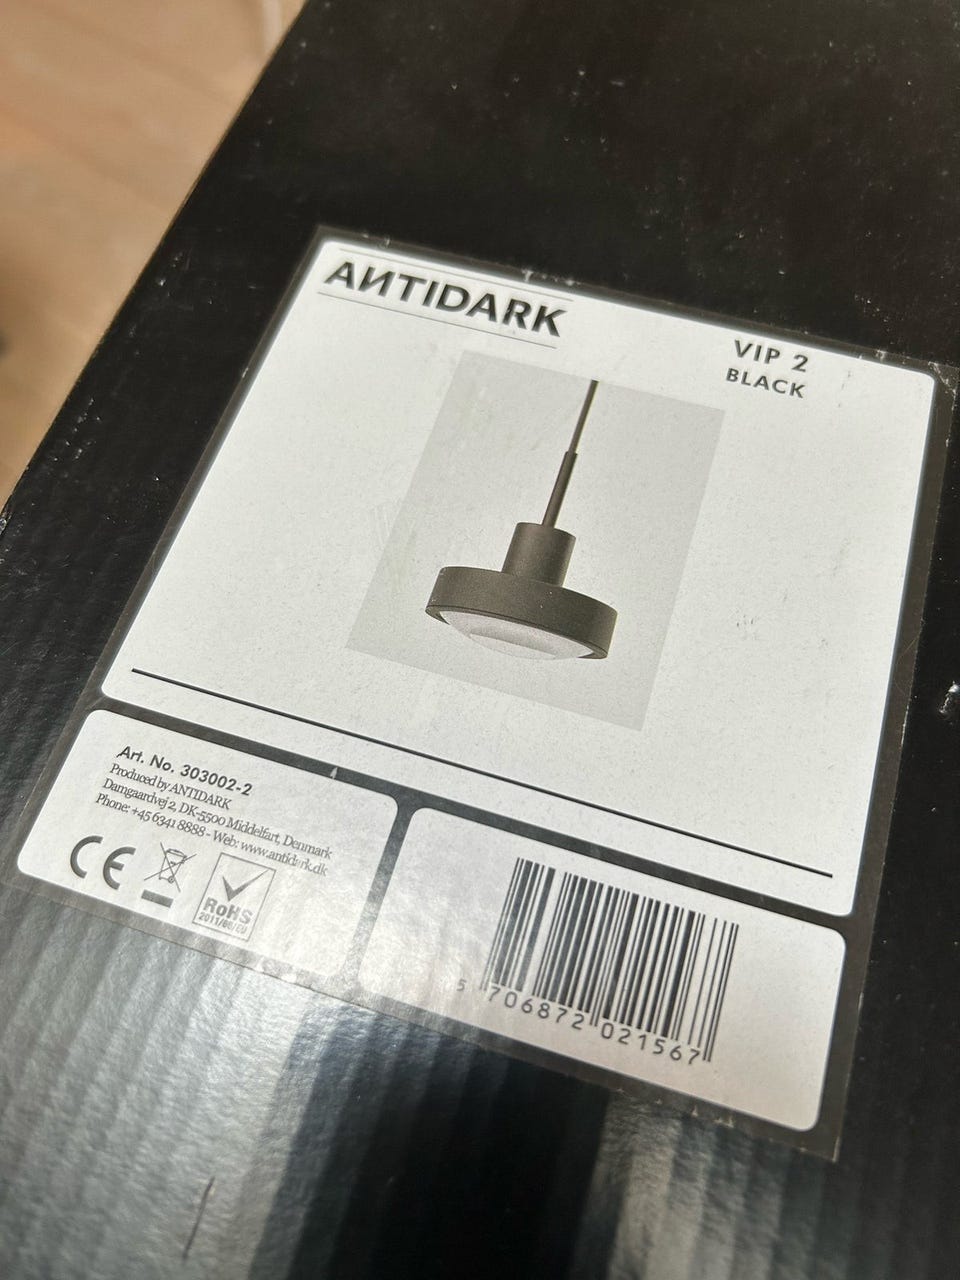 AИTIDARK
VIP 2
BLACK
Art. No. 303002-2
Produced by ANTIDARK
Damgaardvej 2, DK-5500 Middelfart, Denmark
Phone: +45 6341 8888 - Web: www.antidark.dk
CE
RoHS
2011/65/EU
5 706872 021567